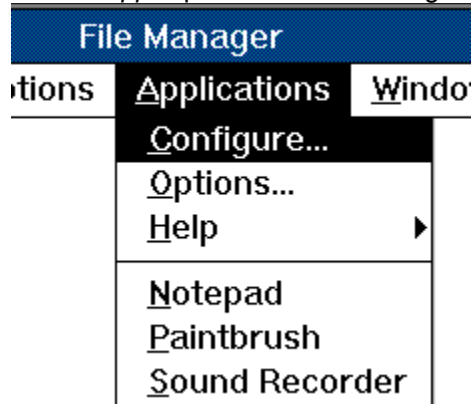 File Manager
Applications
Configure...
Options...
Help
Notepad
Paintbrush
Sound Recorder